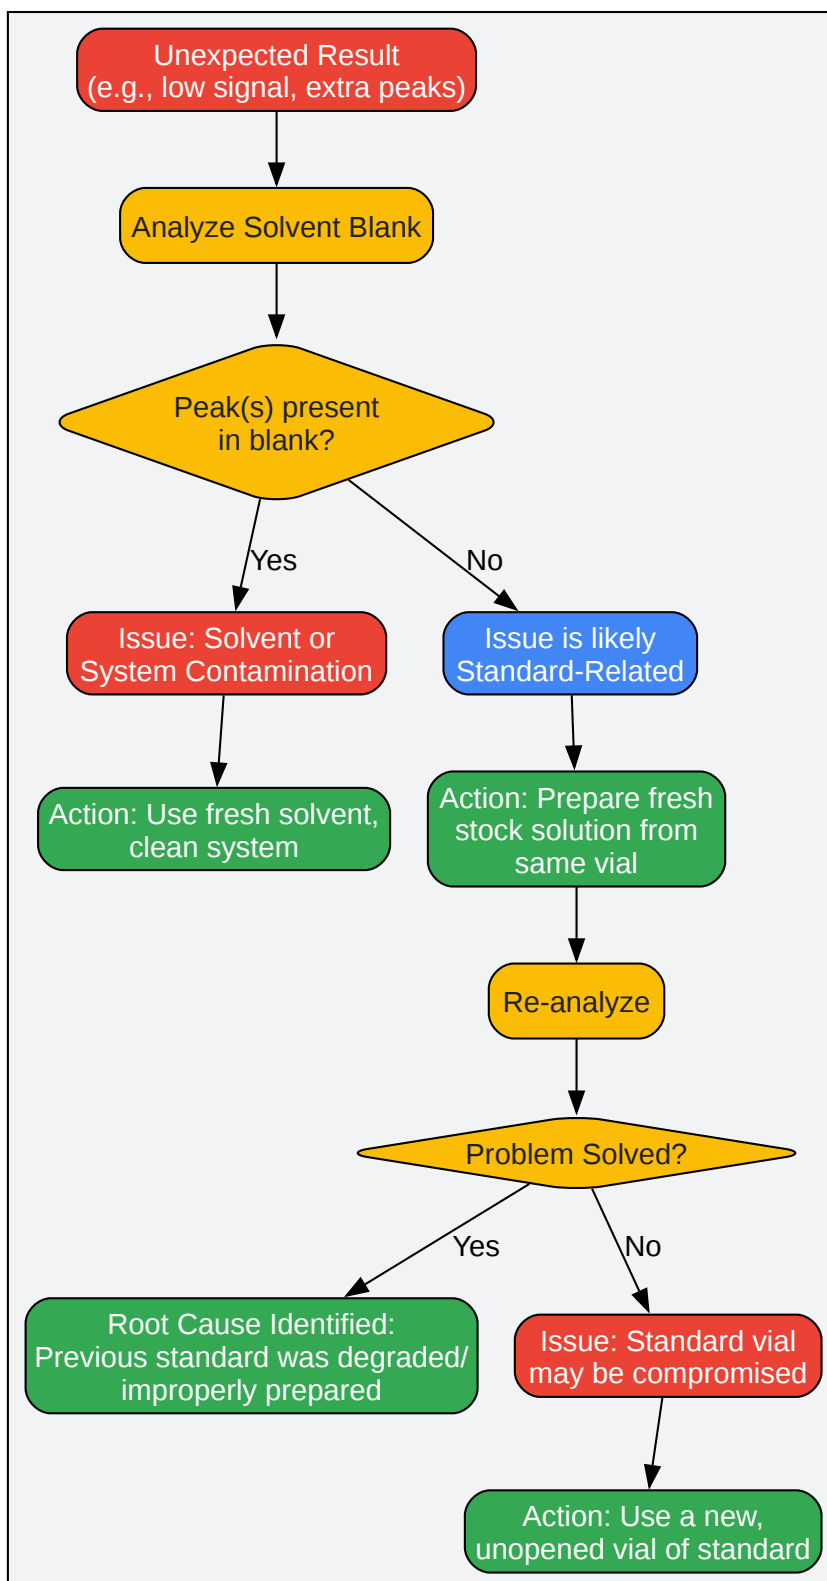 Unexpected Result
(e.g., low signal, extra peaks)
Analyze Solvent Blank
Peak(s) present
in blank?
Yes
No
Issue: Solvent or
System Contamination
Issue is likely
Standard-Related
Action: Use fresh solvent,
clean system
Action: Prepare fresh
stock solution from
same vial
Re-analyze
Problem Solved?
Yes
No
Root Cause Identified:
Previous standard was degraded/
improperly prepared
Issue: Standard vial
may be compromised
Action: Use a new,
unopened vial of standard